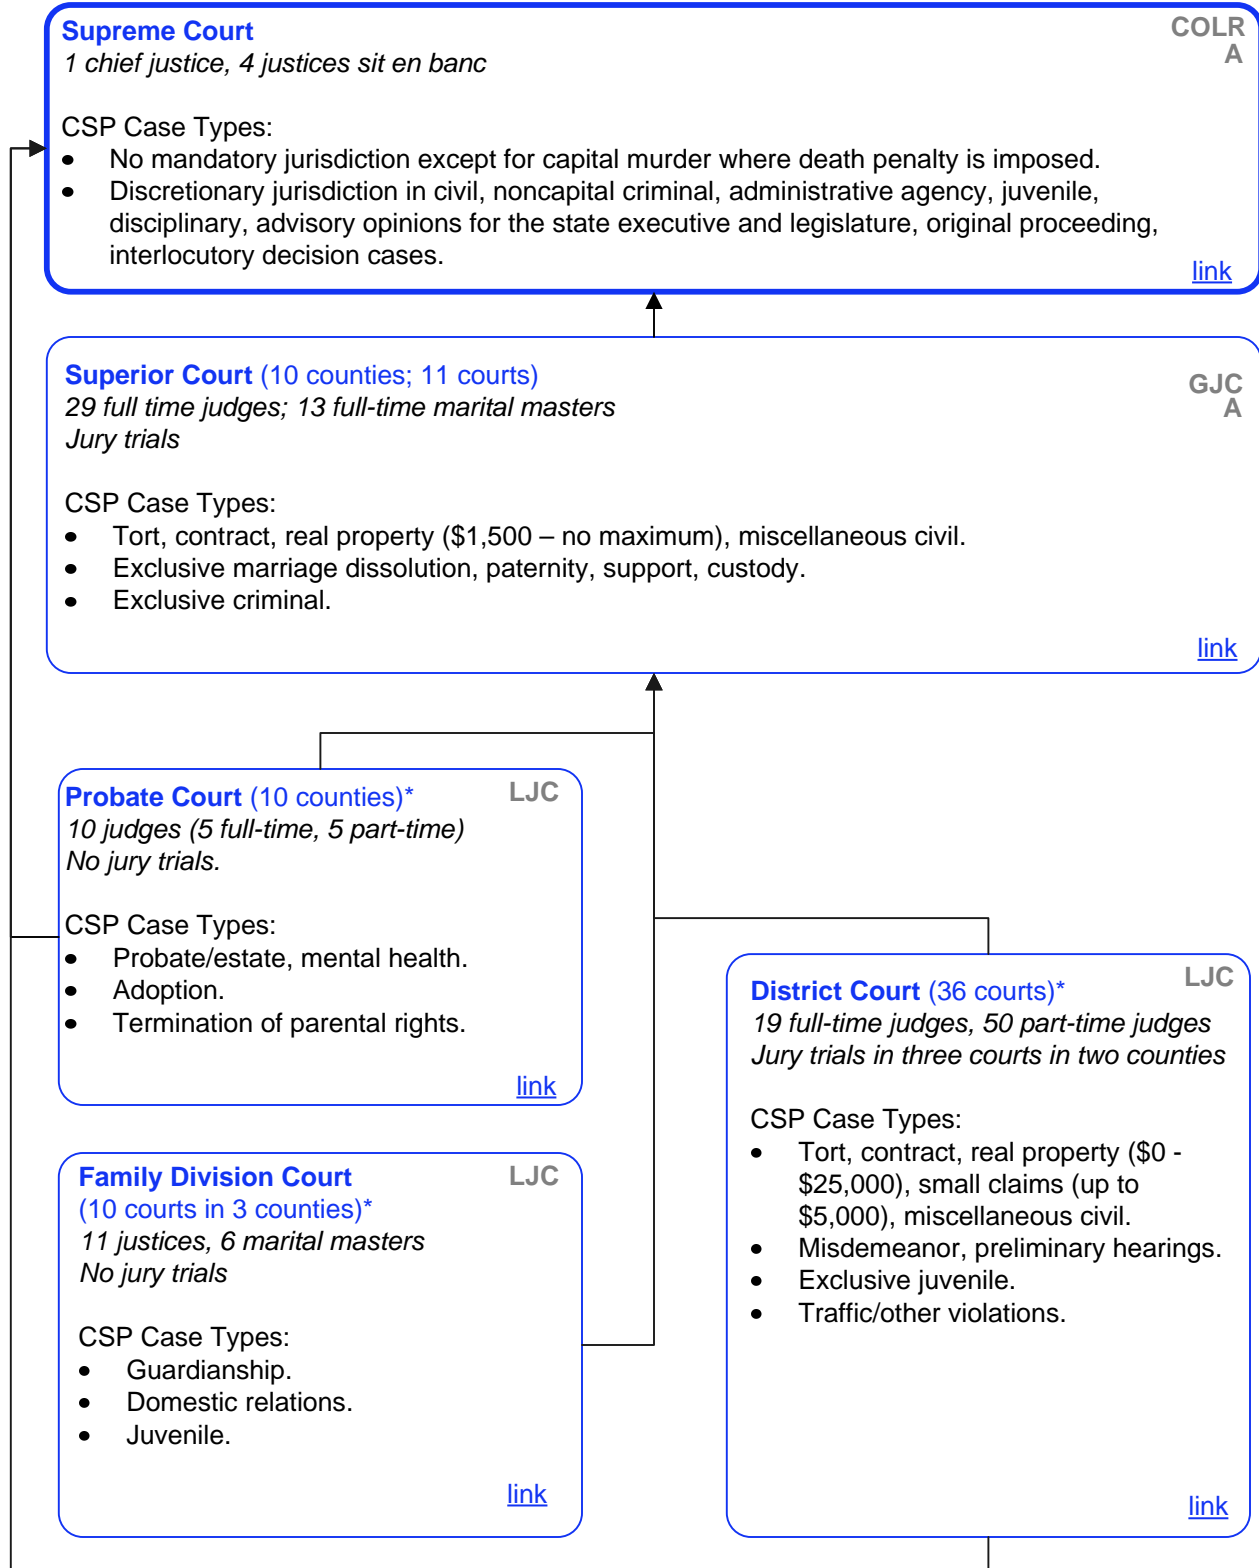 Supreme Court
COLR
A
1 chief justice, 4 justices sit en banc
CSP Case Types:
• No mandatory jurisdiction except for capital murder where death penalty is imposed.
• Discretionary jurisdiction in civil, noncapital criminal, administrative agency, juvenile,
disciplinary, advisory opinions for the state executive and legislature, original proceeding,
interlocutory decision cases.
link
Superior Court (10 counties; 11 courts)
GJC
A
29 full time judges; 13 full-time marital masters
Jury trials
CSP Case Types:
• Tort, contract, real property ($1,500 – no maximum), miscellaneous civil.
• Exclusive marriage dissolution, paternity, support, custody.
• Exclusive criminal.
link
Probate Court (10 counties)*
LJC
10 judges (5 full-time, 5 part-time)
No jury trials.
CSP Case Types:
• Probate/estate, mental health.
• Adoption.
• Termination of parental rights.
link
District Court (36 courts)*
LJC
19 full-time judges, 50 part-time judges
Jury trials in three courts in two counties
CSP Case Types:
• Tort, contract, real property ($0 -
$25,000), small claims (up to
$5,000), miscellaneous civil.
• Misdemeanor, preliminary hearings.
• Exclusive juvenile.
• Traffic/other violations.
link
Family Division Court
LJC
(10 courts in 3 counties)*
11 justices, 6 marital masters
No jury trials
CSP Case Types:
• Guardianship.
• Domestic relations.
• Juvenile.
link